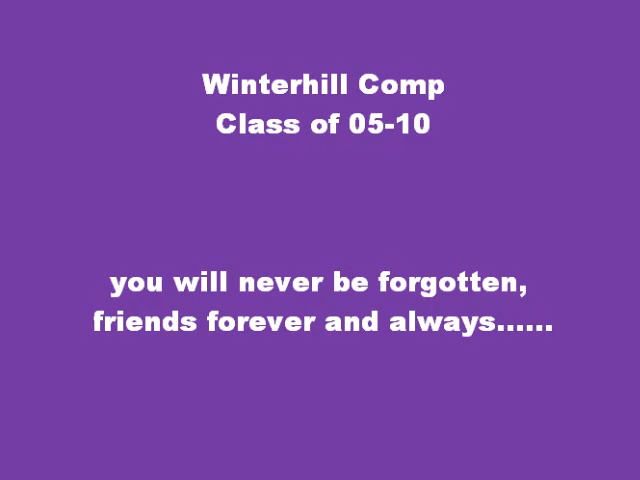 Winterhill Comp
Class of 05-10
you will never be forgotten,
friends forever and always......